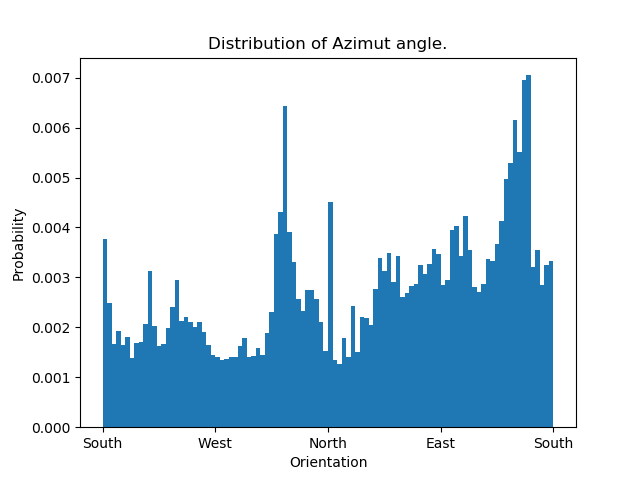 Distribution of Azimut angle.
Probability
0.007
0.006
0.005
0.004
0.003
0.002
0.001
0.000
South West North East South
Orientation